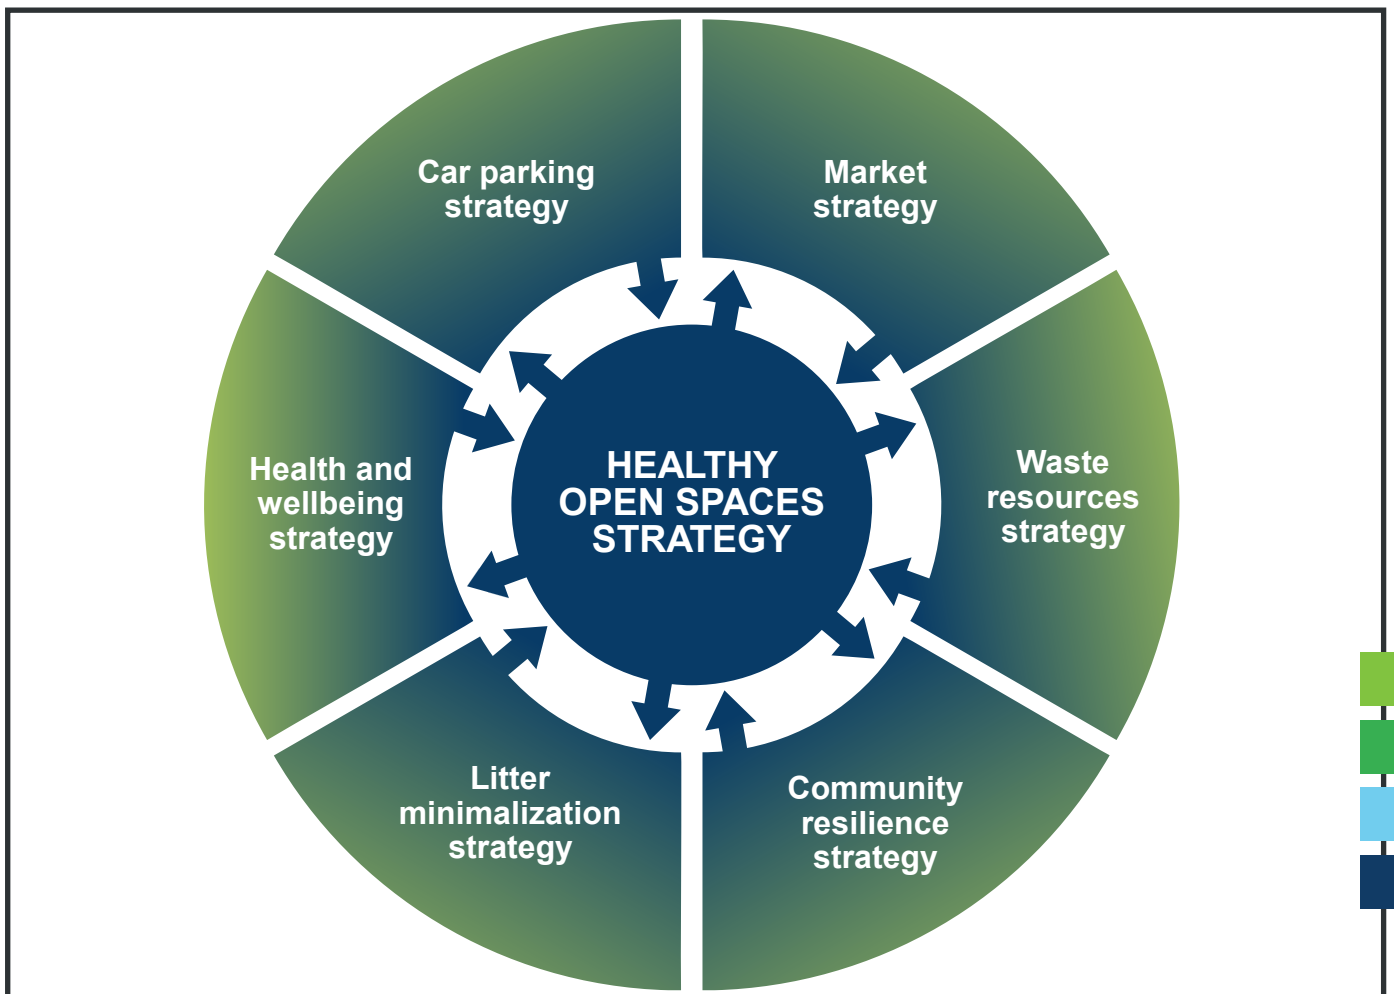 Car parking
strategy
Market
strategy
Health and
wellbeing
strategy
HEALTHY
OPEN SPACES
STRATEGY
Waste
resources
strategy
Litter
minimalization
strategy
Community
resilience
strategy